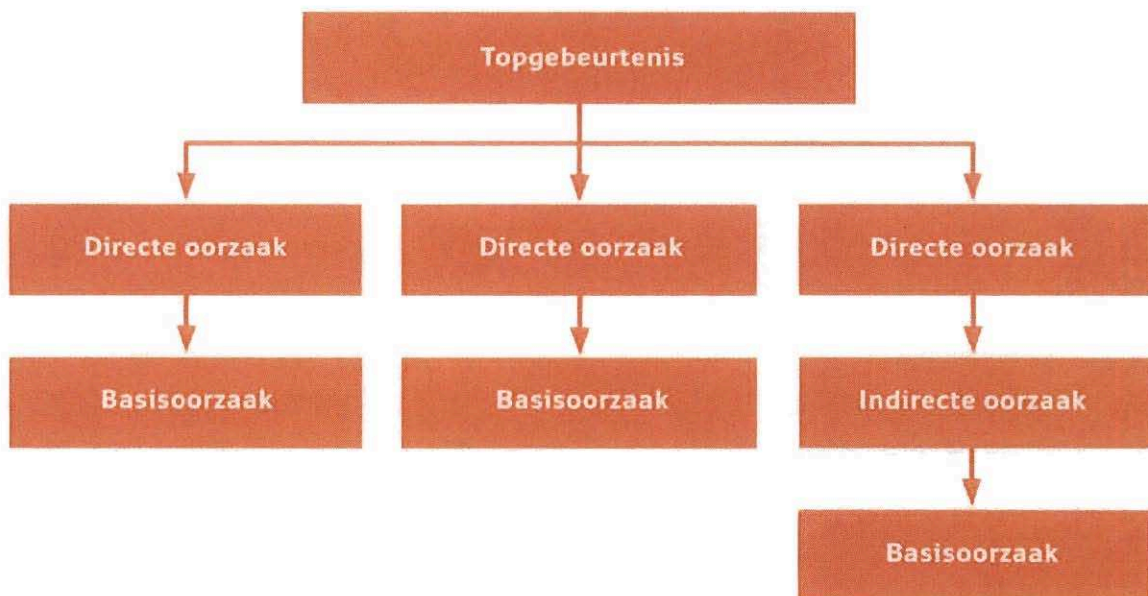 Topgebeurtenis
Directe oorzaak
Directe oorzaak
Directe oorzaak
Basisoorzaak
Basisoorzaak
Indirecte oorzaak
Basisoorzaak